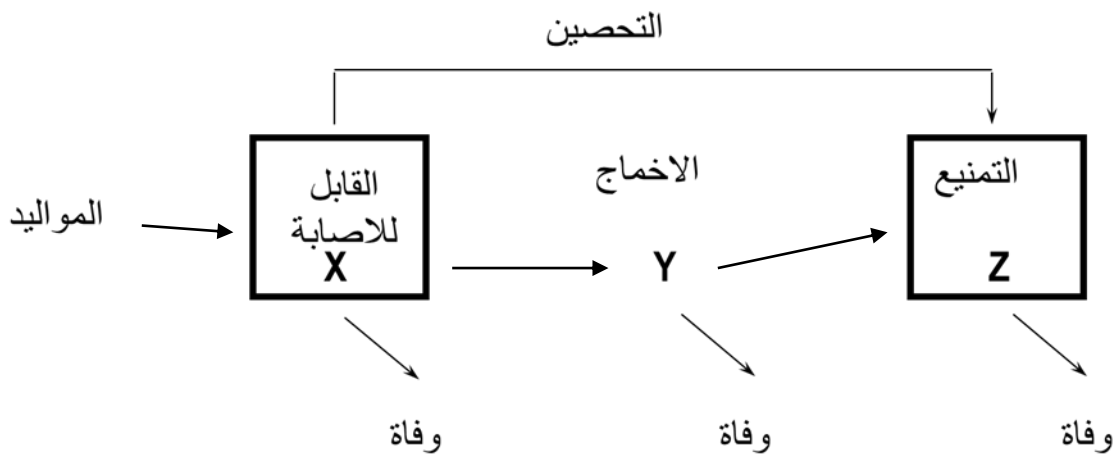 التحصين
المواليد
القابل
للاصابة
X
الاخماج
Y
التمنيع
Z
وفاة
وفاة
وفاة